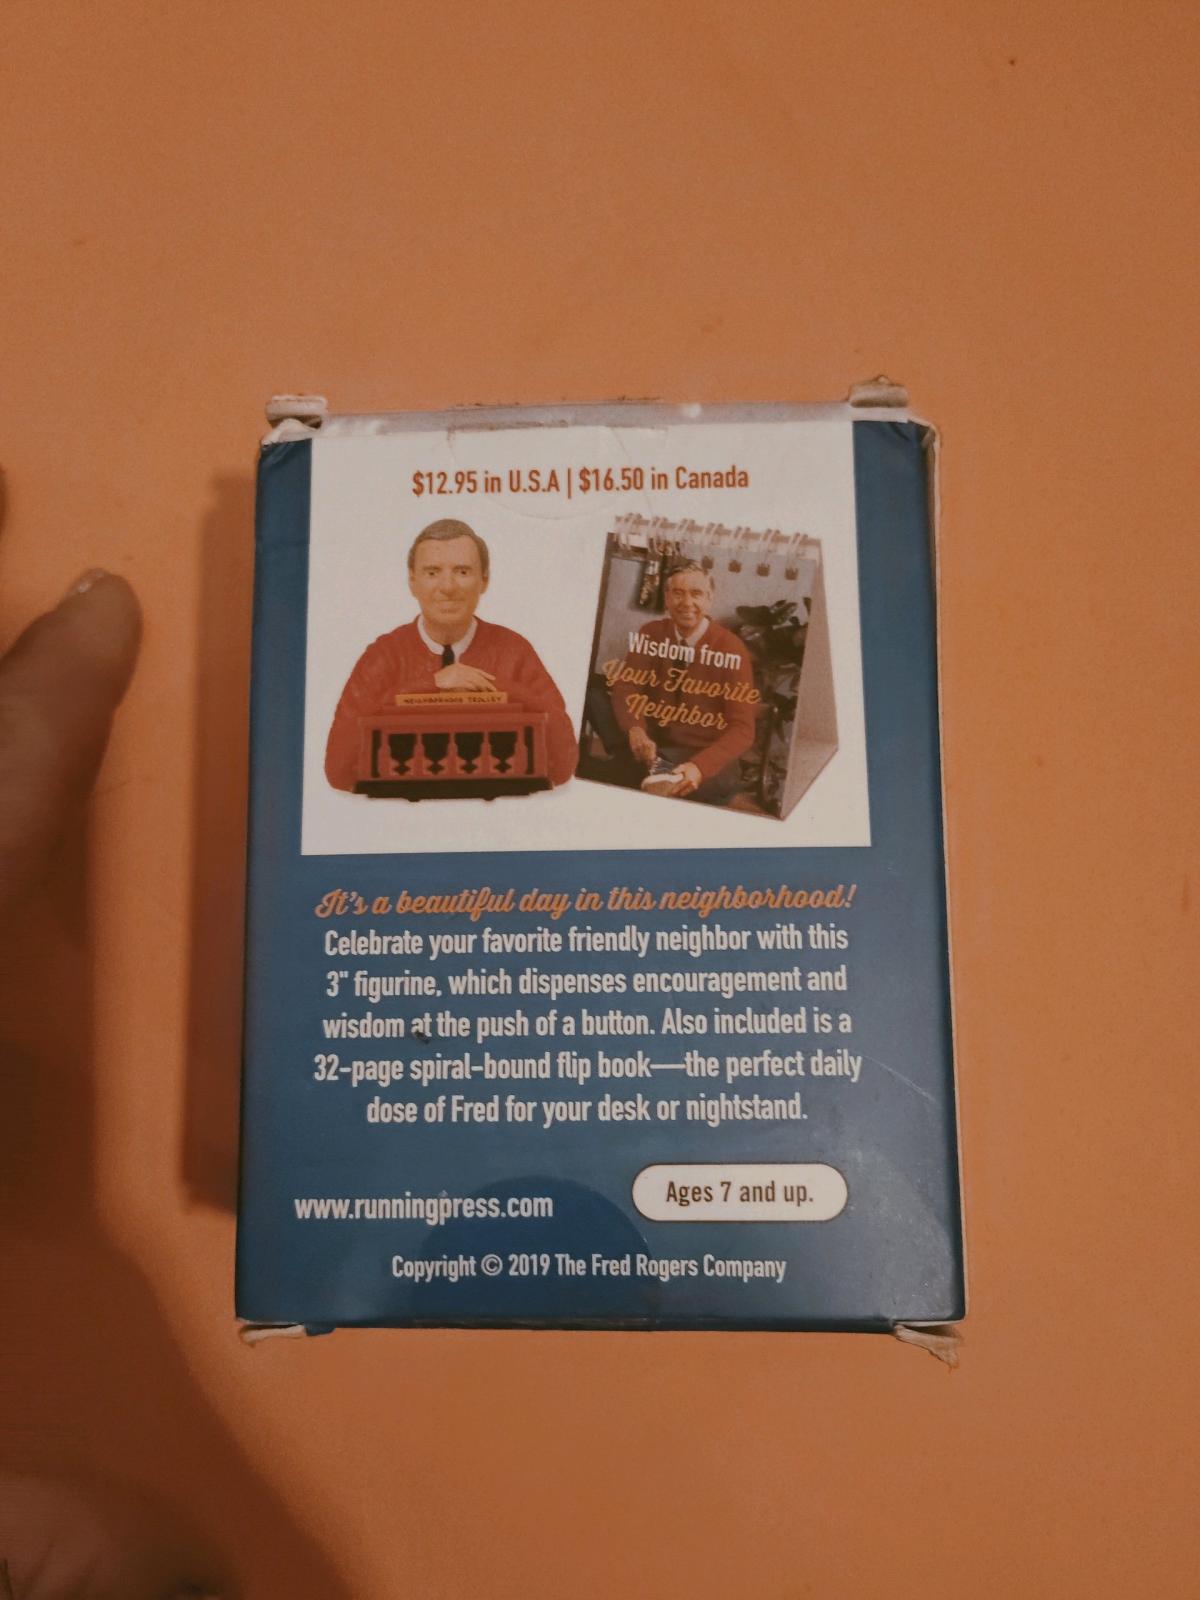 $12.95 in U.S.A | $16.50 in Canada
NEIGHBORHOOD TROLLEY
Wisdom from
Your Favorite
Neighbor
It's a beautiful day in this neighborhood!
Celebrate your favorite friendly neighbor with this
3" figurine, which dispenses encouragement and
wisdom at the push of a button. Also included is a
32-page spiral-bound flip book—the perfect daily
dose of Fred for your desk or nightstand.
www.runningpress.com
Ages 7 and up.
Copyright © 2019 The Fred Rogers Company